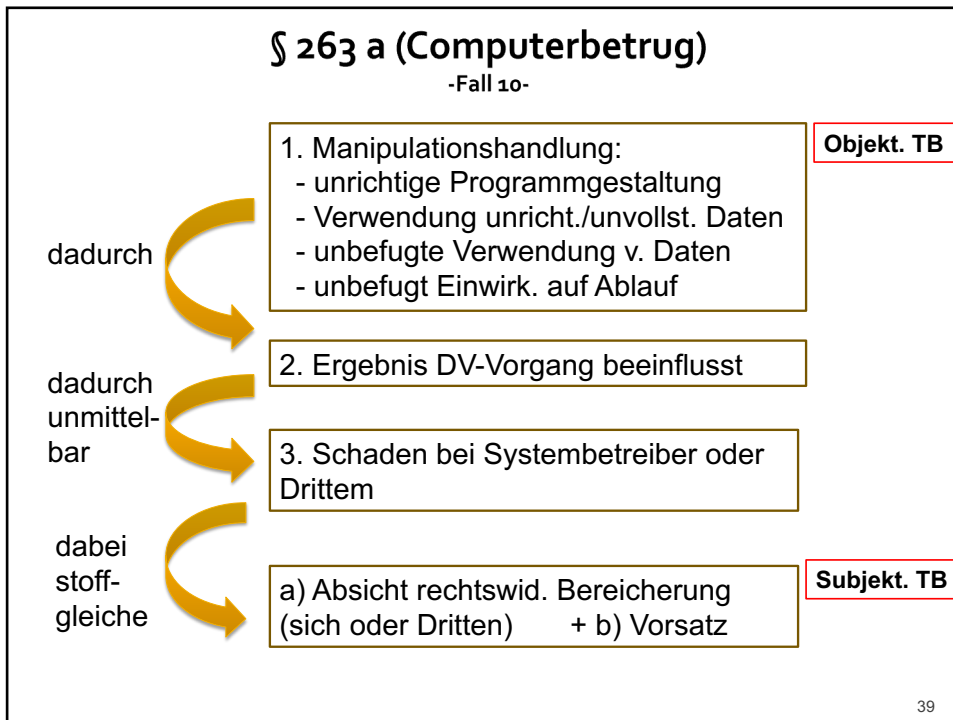 § 263 a (Computerbetrug)
-Fall 10-
Objekt. TB
1. Manipulationshandlung:
- unrichtige Programmgestaltung
- Verwendung unricht./unvollst. Daten
- unbefugte Verwendung v. Daten
- unbefugt Einwirk. auf Ablauf
dadurch
2. Ergebnis DV-Vorgang beeinflusst
dadurch
unmittel-
bar
3. Schaden bei Systembetreiber oder
Drittem
dabei
stoff-
gleiche
Subjekt. TB
a) Absicht rechtswid. Bereicherung
(sich oder Dritten) + b) Vorsatz
39